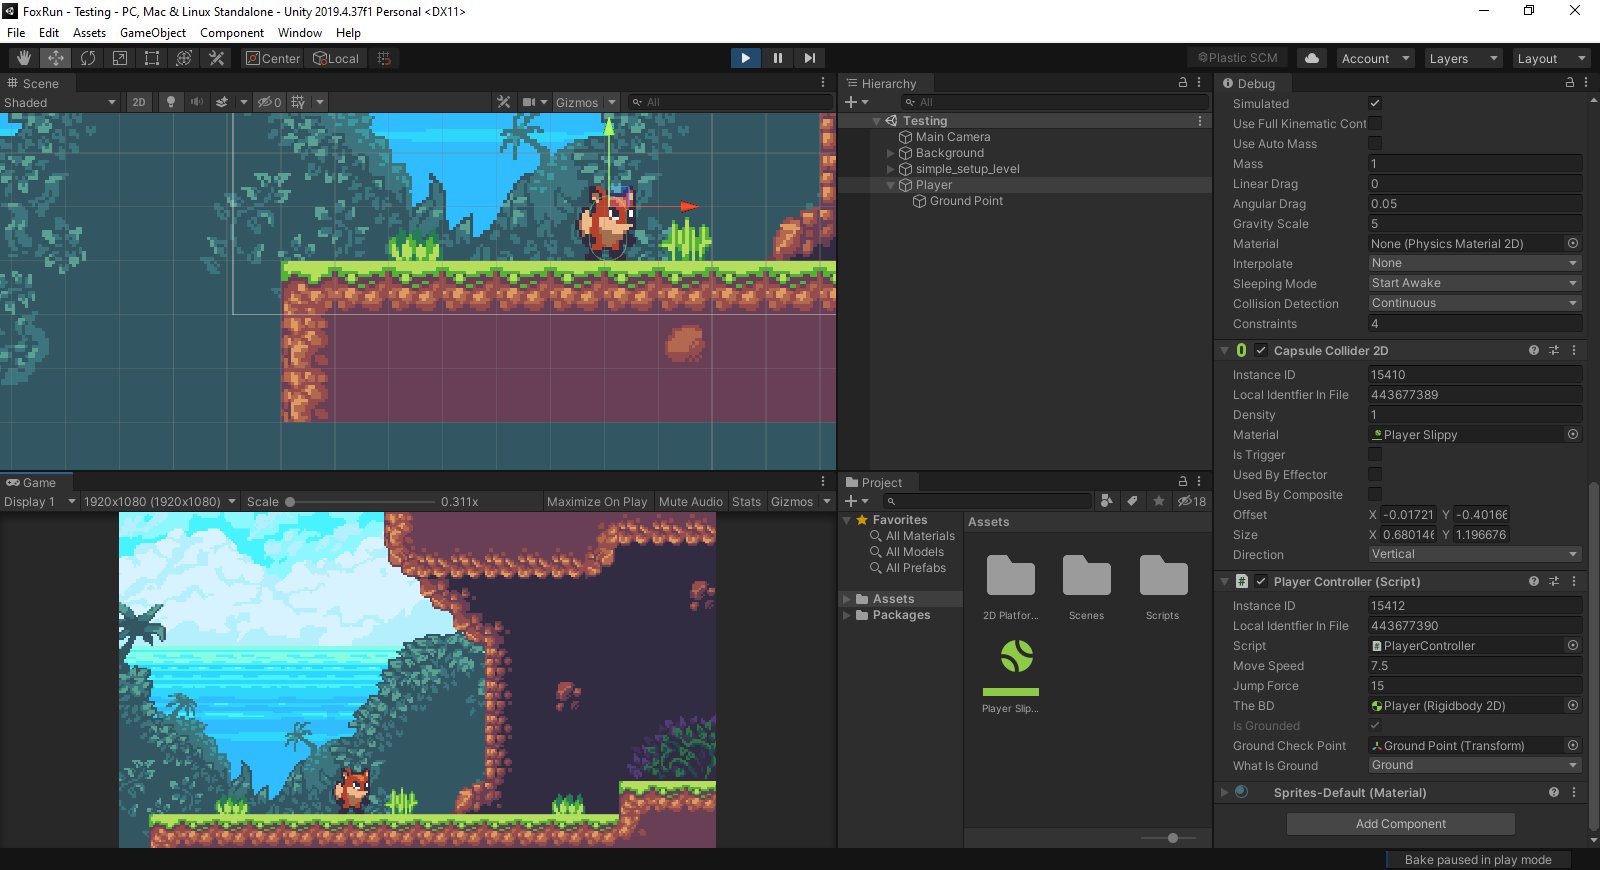 FoxRun - Testing - PC, Mac & Linux Standalone - Unity 2019.4.37f1 Personal <DX11>
File Edit Assets GameObject Component Window Help
Center Local Plastic SCM Account Layers Layout
Scene
Shaded 2D 0 Gizmos All
Hierarchy
All
Testing
Main Camera
Background
simple_setup_level
Player
Ground Point
Debug
Simulated
Use Full Kinematic Cont
Use Auto Mass
Mass 1
Linear Drag 0
Angular Drag 0.05
Gravity Scale 5
Material None (Physics Material 2D)
Interpolate None
Sleeping Mode Start Awake
Collision Detection Continuous
Constraints 4
Capsule Collider 2D
Instance ID 15410
Local Identfier In File 443677389
Density 1
Material Player Slippy
Is Trigger
Used By Effector
Used By Composite
Offset X -0.01721 Y -0.40166
Size X 0.680146 Y 1.196676
Direction Vertical
Player Controller (Script)
Instance ID 15412
Local Identfier In File 443677390
Script PlayerController
Move Speed 7.5
Jump Force 15
The BD Player (Rigidbody 2D)
Is Grounded
Ground Check Point Ground Point (Transform)
What Is Ground Ground
Sprites-Default (Material)
Add Component
Game
Display 1 1920x1080 (1920x1080) Scale 0.311x Maximize On Play Mute Audio Stats Gizmos
Project
18
Favorites
All Materials
All Models
All Prefabs
Assets
Packages
Assets
2D Platfor... Scenes Scripts
Player Slip...
Bake paused in play mode